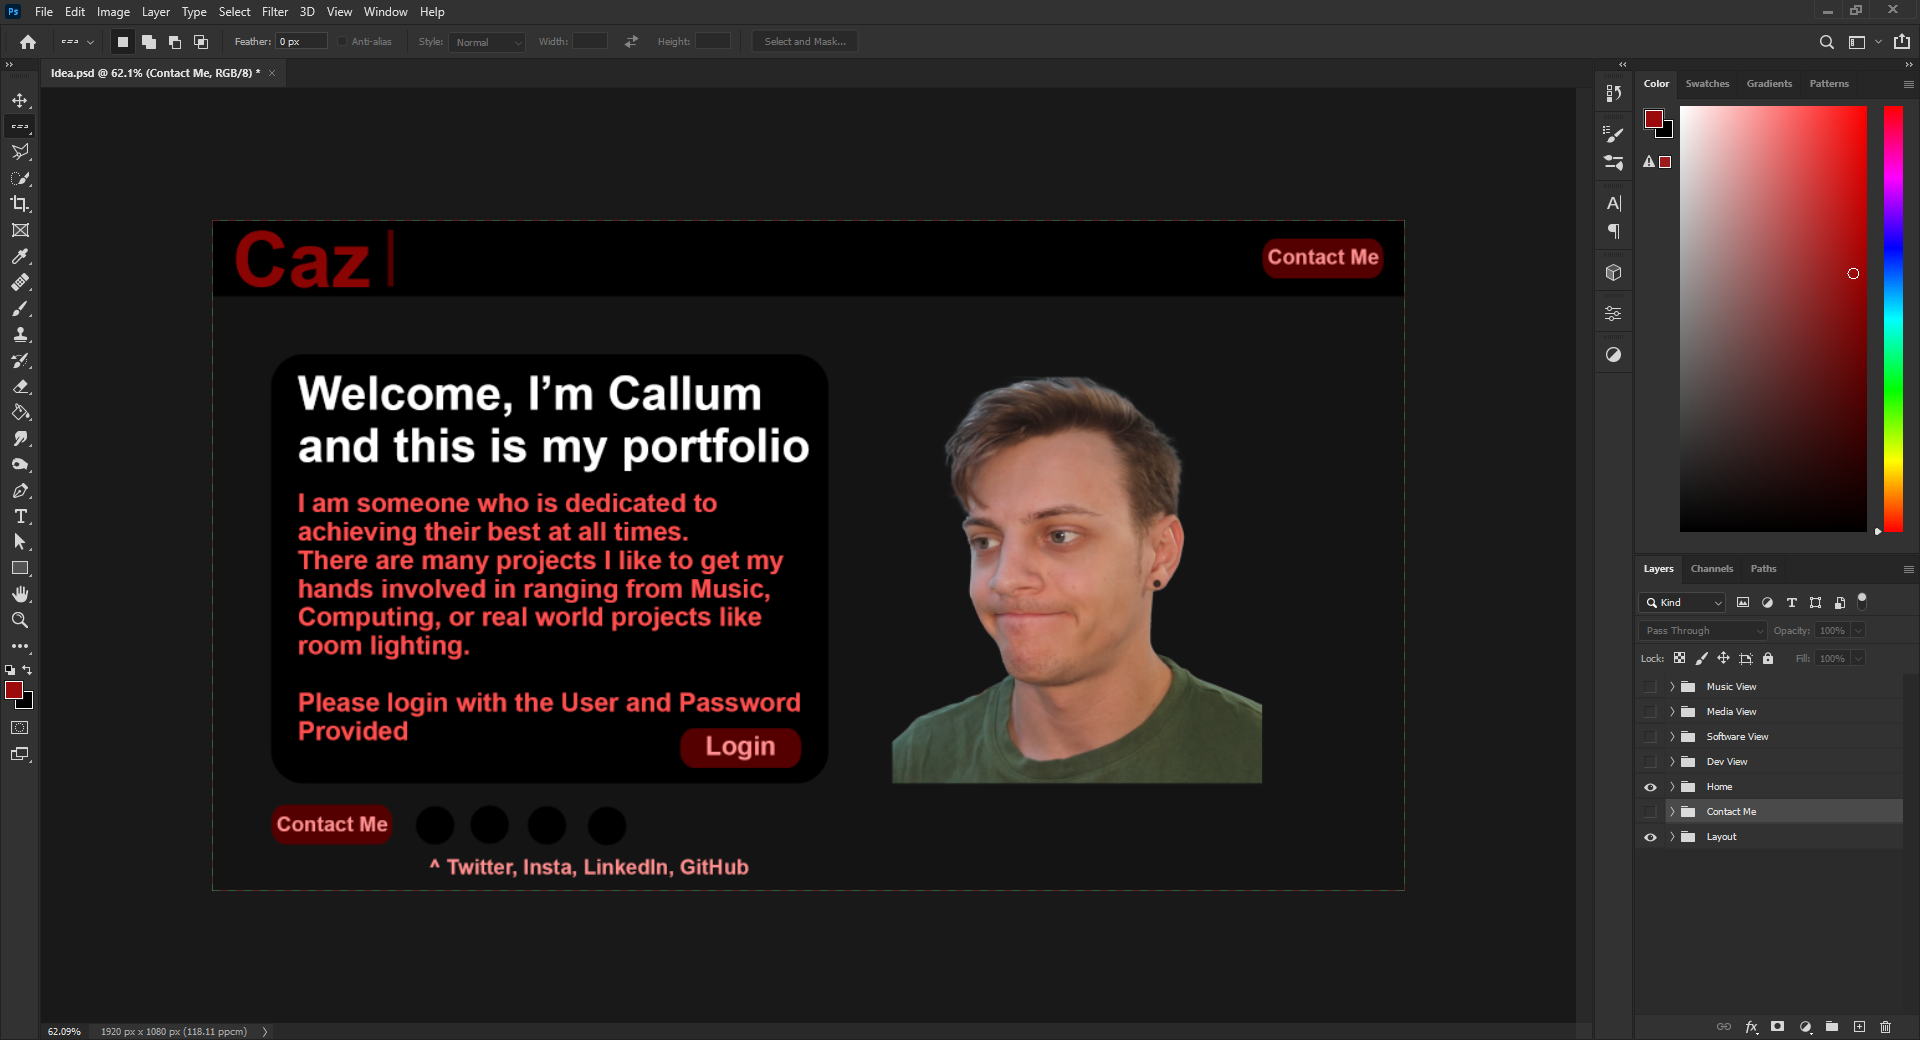 Ps File Edit Image Layer Type Select Filter 3D View Window Help
Feather: 0 px Anti-alias Style: Normal Width: Height: Select and Mask...
Idea.psd @ 62.1% (Contact Me, RGB/8) *
Color Swatches Gradients Patterns
Caz |
Contact Me
Welcome, I’m Callum
and this is my portfolio
I am someone who is dedicated to
achieving their best at all times.
There are many projects I like to get my
hands involved in ranging from Music,
Computing, or real world projects like
room lighting.
Please login with the User and Password
Provided
Login
Contact Me
^ Twitter, Insta, LinkedIn, GitHub
Layers Channels Paths
Kind
Pass Through Opacity: 100%
Lock: Fill: 100%
Music View
Media View
Software View
Dev View
Home
Contact Me
Layout
fx
62.09% 1920 px x 1080 px (118.11 ppcm)